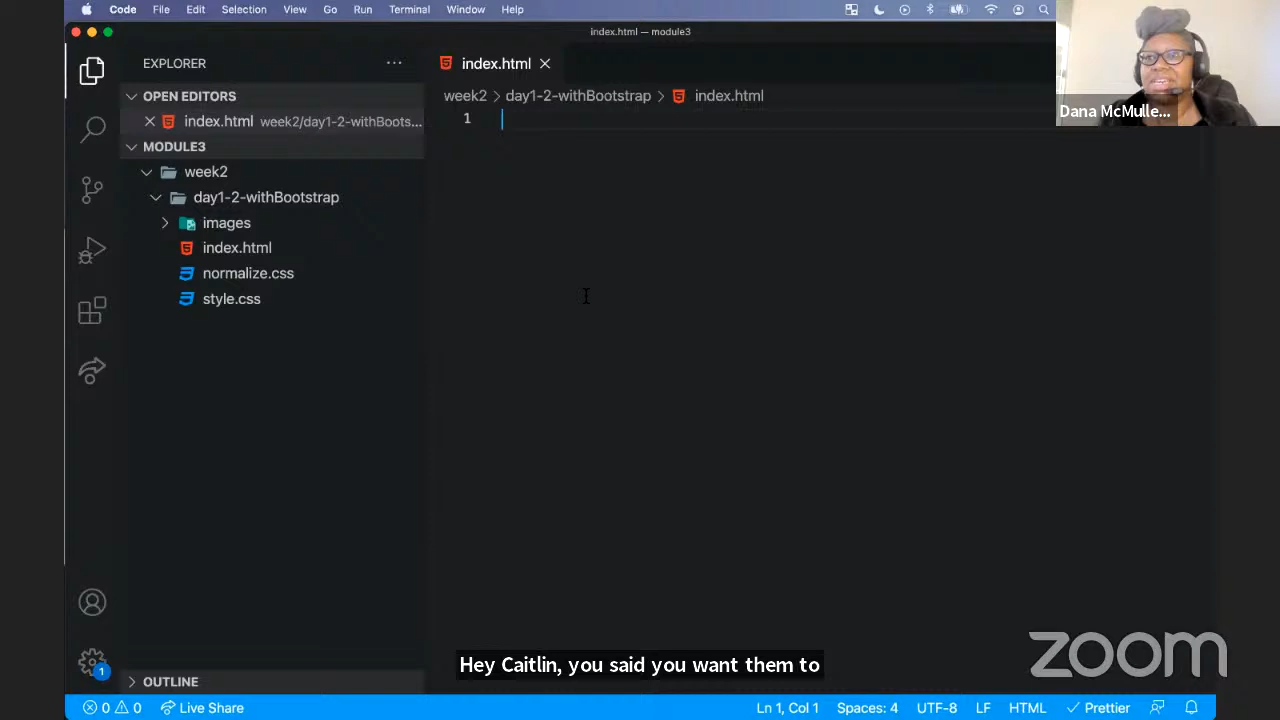 Code File Edit Selection View Go Run Terminal Window Help
index.html — module3
EXPLORER
index.html
Dana McMulle...
OPEN EDITORS
week2 > day1-2-withBootstrap > index.html
index.html week2/day1-2-withBoots...
1
MODULE3
week2
day1-2-withBootstrap
images
index.html
normalize.css
style.css
Hey Caitlin, you said you want them to
zoom
1
OUTLINE
0 0 Live Share
Ln 1, Col 1 Spaces: 4 UTF-8 LF HTML Prettier